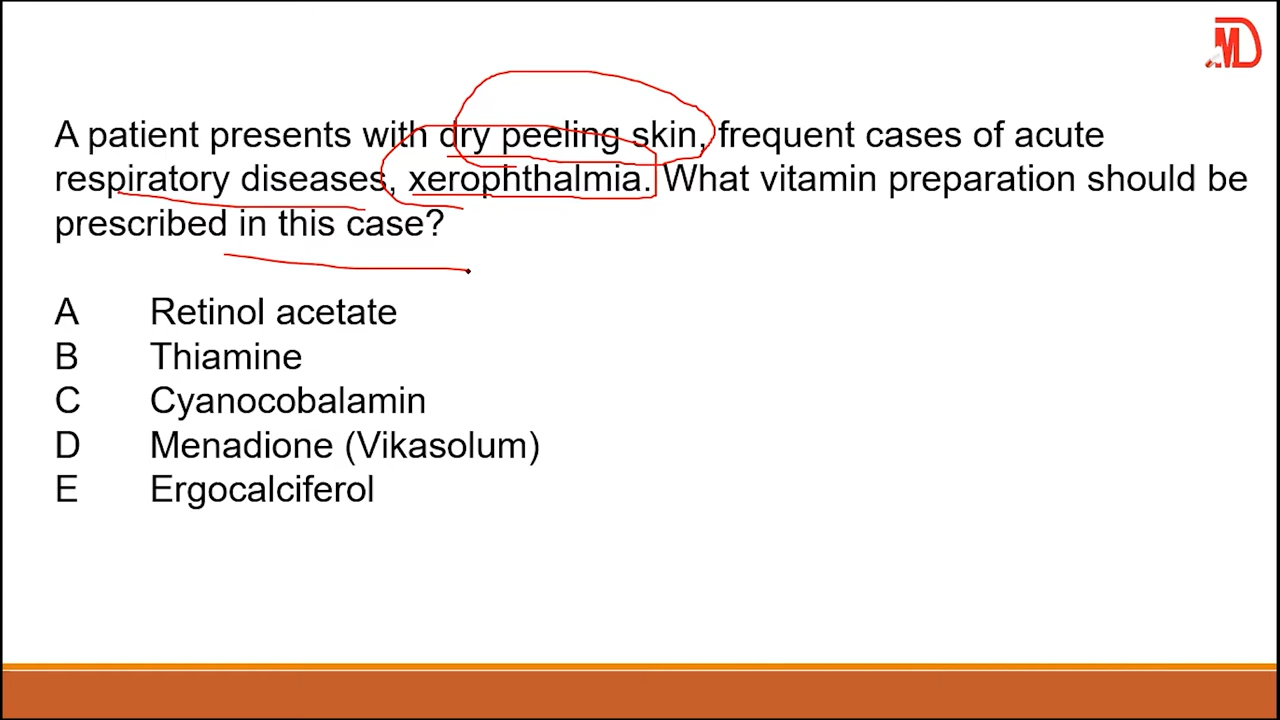 MD
A patient presents with dry peeling skin, frequent cases of acute
respiratory diseases, xerophthalmia. What vitamin preparation should be
prescribed in this case?
A Retinol acetate
B Thiamine
C Cyanocobalamin
D Menadione (Vikasolum)
E Ergocalciferol